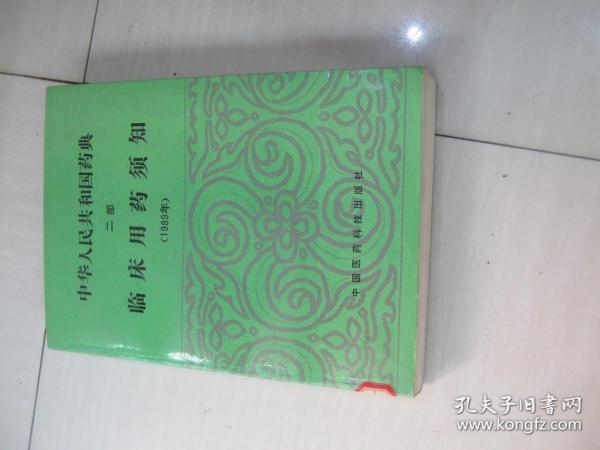 中华人民共和国药典
二部
临床用药须知
(1989年)
中国医药科技出版社
孔夫子旧书网
www.kongfz.com